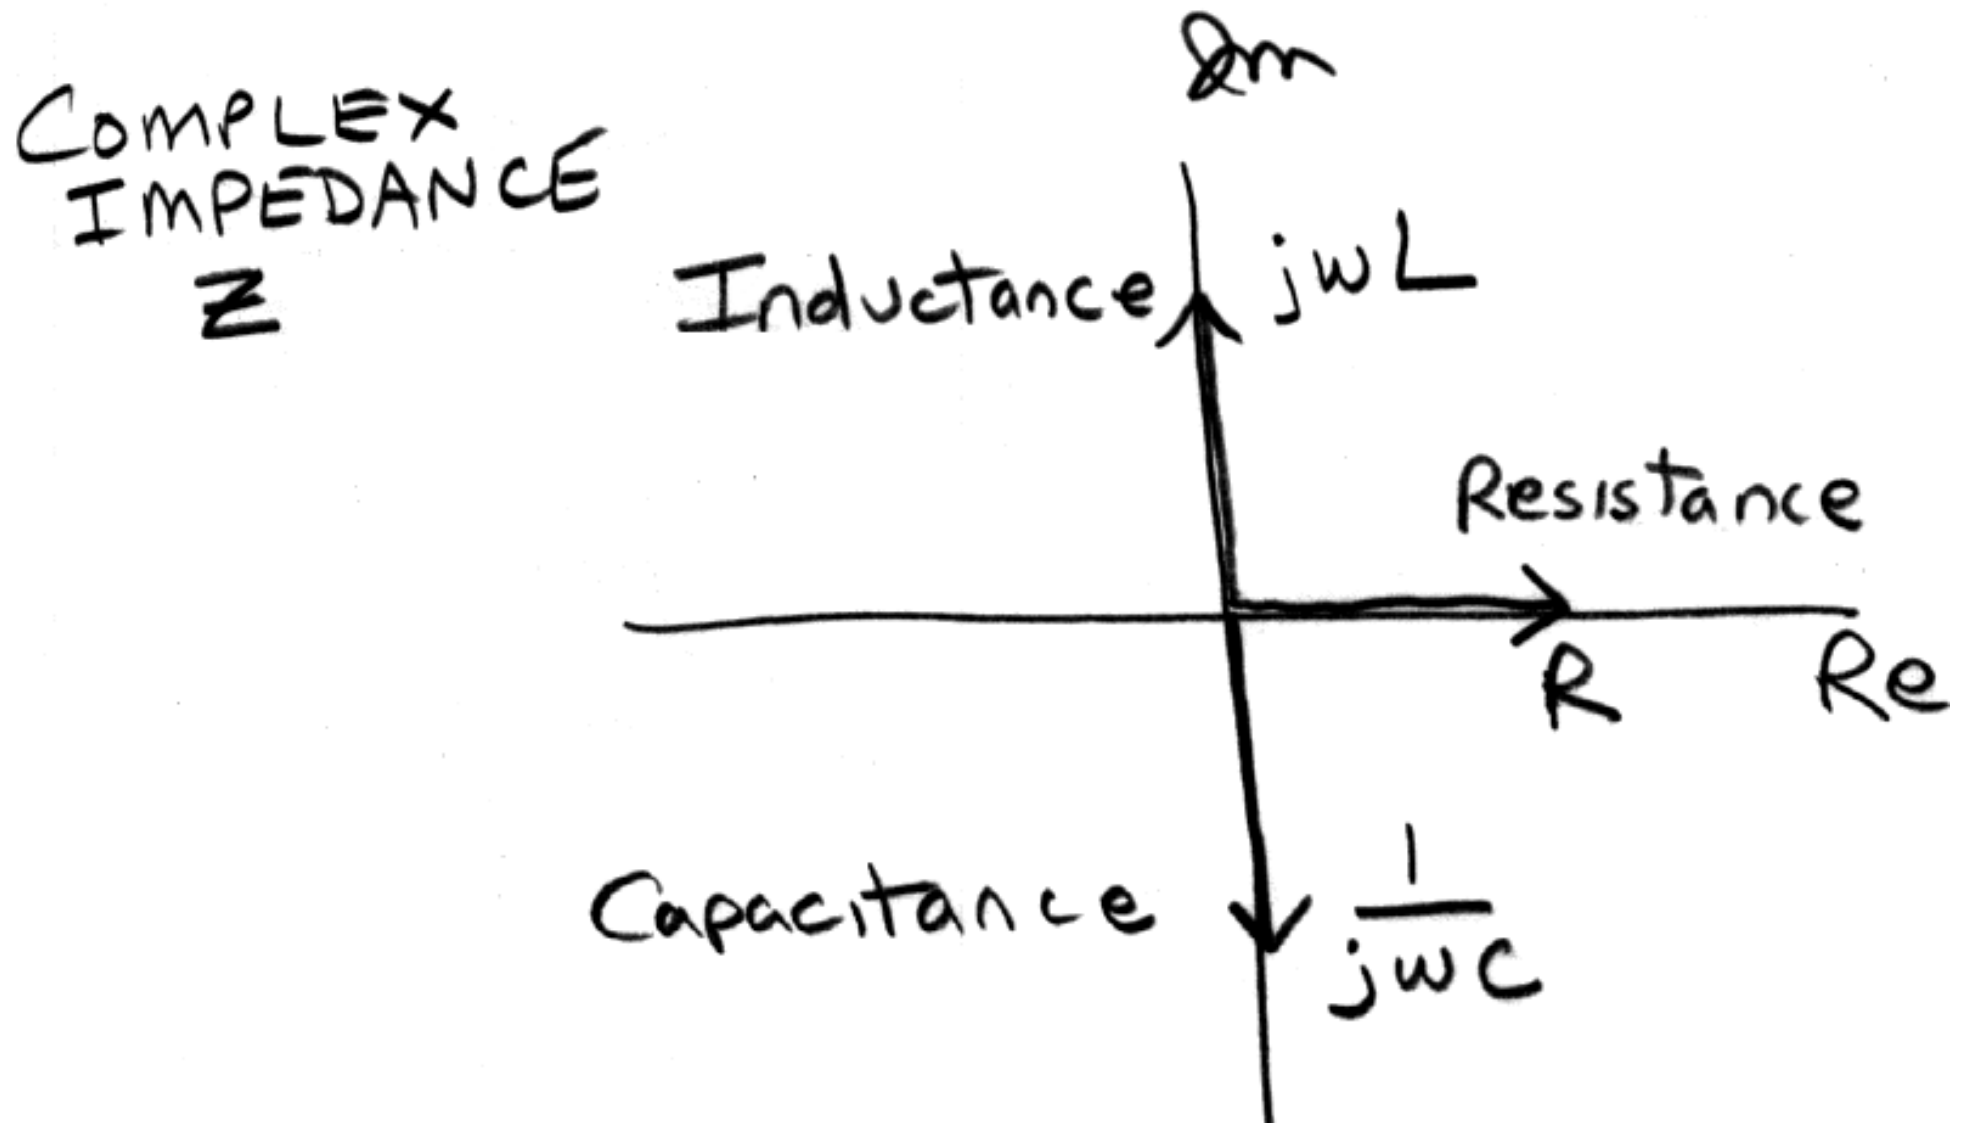 COMPLEX
IMPEDANCE
Z
Im
Inductance
jwL
Resistance
R
Re
Capacitance
1
jwC